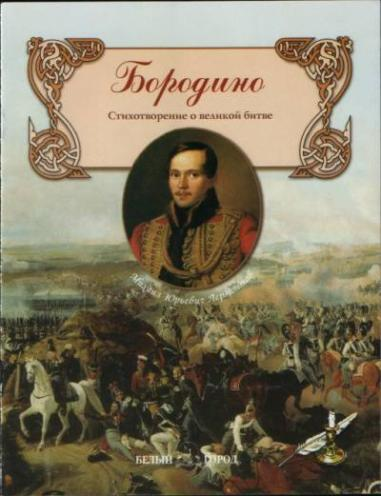 Бородино
Стихотворение о великой битве
Михаил Юрьевич Лермонтов
БЕЛЫЙ ГОРОД